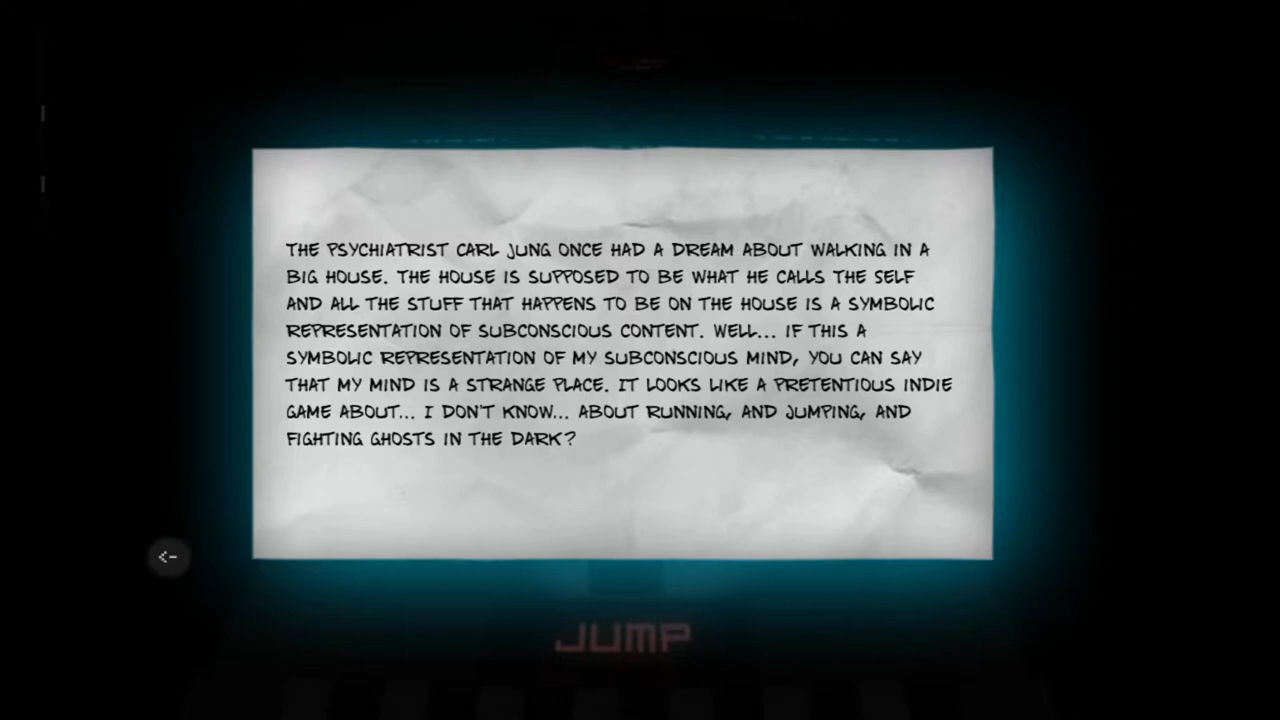 THE PSYCHIATRIST CARL JUNG ONCE HAD A DREAM ABOUT WALKING IN A
BIG HOUSE. THE HOUSE IS SUPPOSED TO BE WHAT HE CALLS THE SELF
AND ALL THE STUFF THAT HAPPENS TO BE ON THE HOUSE IS A SYMBOLIC
REPRESENTATION OF SUBCONSCIOUS CONTENT. WELL... IF THIS A
SYMBOLIC REPRESENTATION OF MY SUBCONSCIOUS MIND, YOU CAN SAY
THAT MY MIND IS A STRANGE PLACE. IT LOOKS LIKE A PRETENTIOUS INDIE
GAME ABOUT... I DON'T KNOW... ABOUT RUNNING, AND JUMPING, AND
FIGHTING GHOSTS IN THE DARK?
<-
JUMP